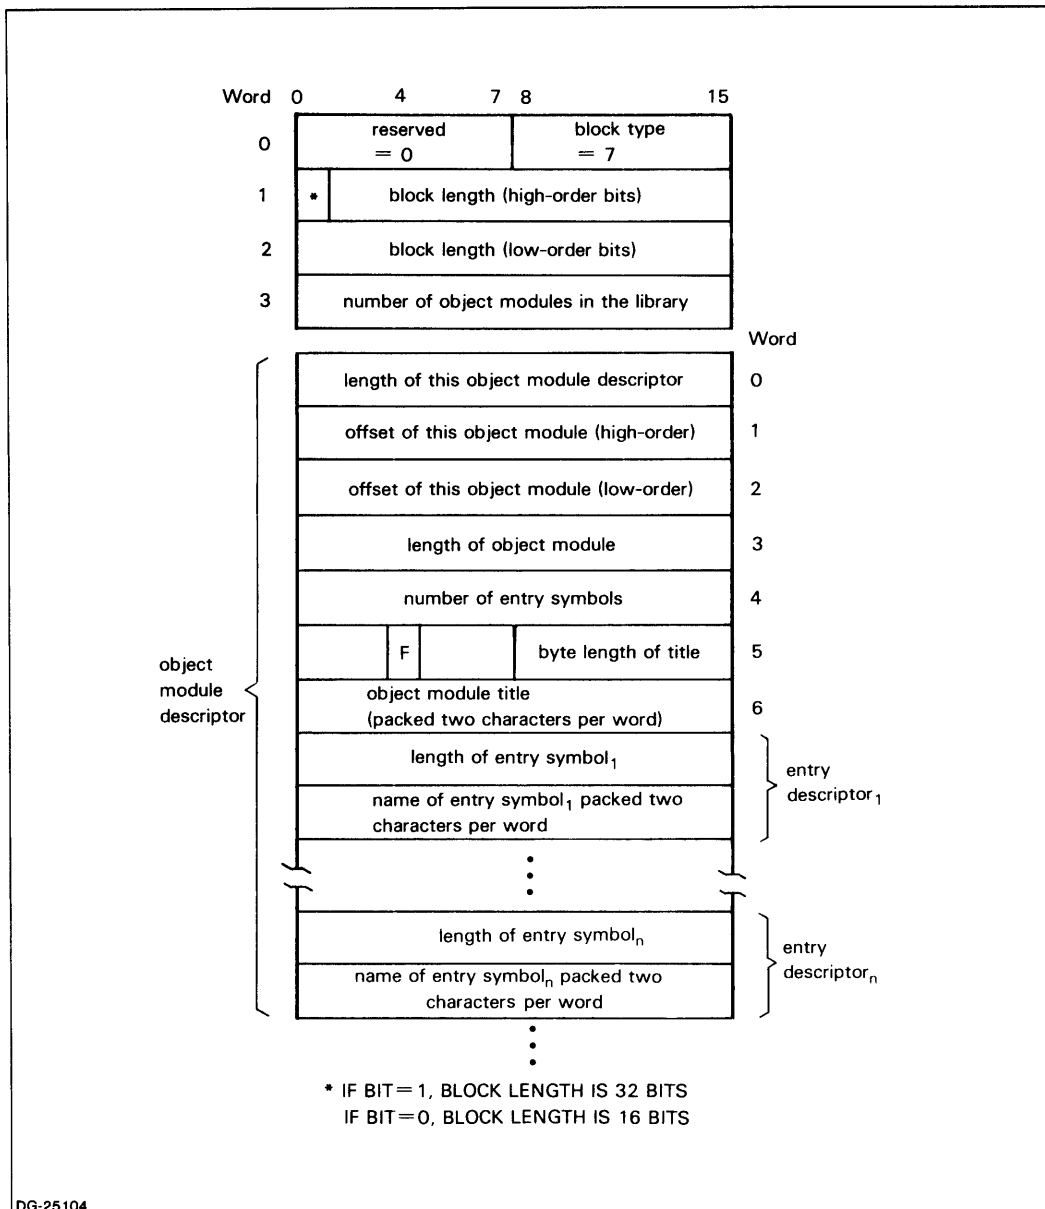 Word 0 4 7 8 15
0 reserved = 0 block type = 7
1 * block length (high-order bits)
2 block length (low-order bits)
3 number of object modules in the library
Word
length of this object module descriptor 0
offset of this object module (high-order) 1
offset of this object module (low-order) 2
length of object module 3
number of entry symbols 4
F byte length of title 5
object module descriptor
object module title
(packed two characters per word) 6
length of entry symbol1
name of entry symbol1 packed two
characters per word
entry
descriptor1
length of entry symboln
name of entry symboln packed two
characters per word
entry
descriptorn
* IF BIT=1, BLOCK LENGTH IS 32 BITS
IF BIT=0, BLOCK LENGTH IS 16 BITS
DG-25104